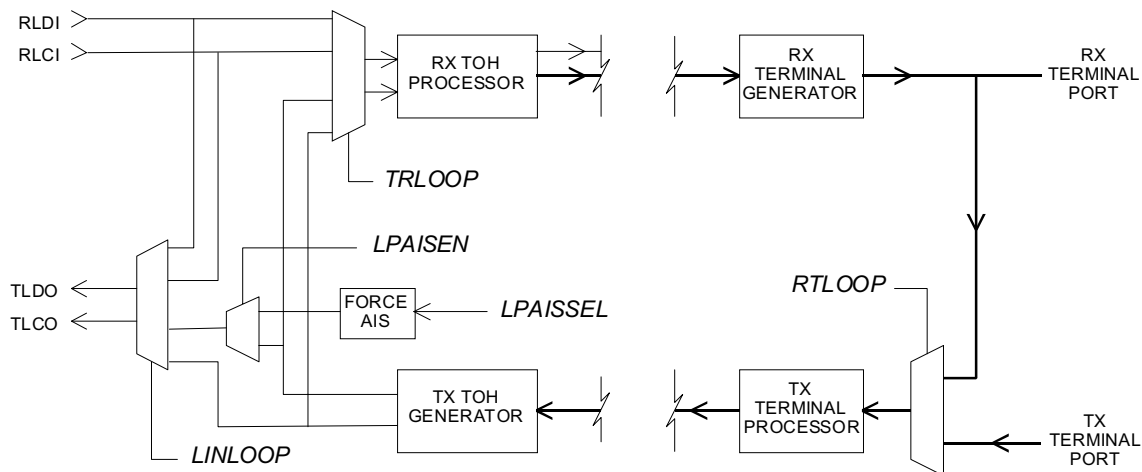 RLDI
RLCI
RX TOH
PROCESSOR
RX
TERMINAL
GENERATOR
RX
TERMINAL
PORT
TRLOOP
LPAISEN
TLDO
TLCO
FORCE
AIS
LPAISSEL
RTLOOP
TX TOH
GENERATOR
TX
TERMINAL
PROCESSOR
TX
TERMINAL
PORT
LINLOOP